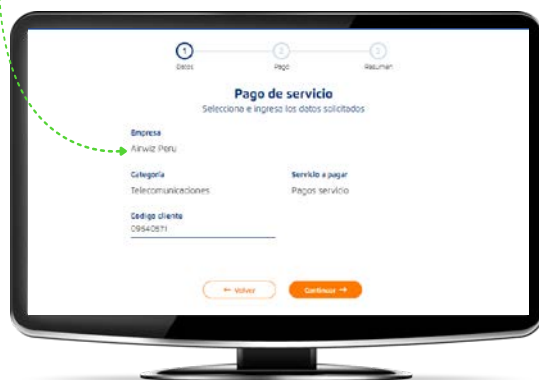 1 2 3
Datos Pago Resumen
Pago de servicio
Selecciona e ingresa los datos solicitados
Empresa
Airwiz Peru
Categoría Servicio a pagar
Telecomunicaciones Pagos servicio
Código cliente
09640871
← Volver Continuar →